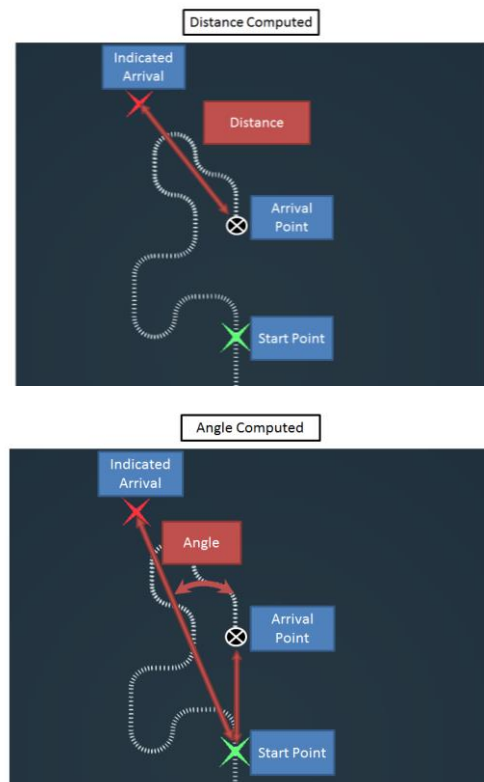 Distance Computed
Indicated
Arrival
Distance
Arrival
Point
Start Point
Angle Computed
Indicated
Arrival
Angle
Arrival
Point
Start Point